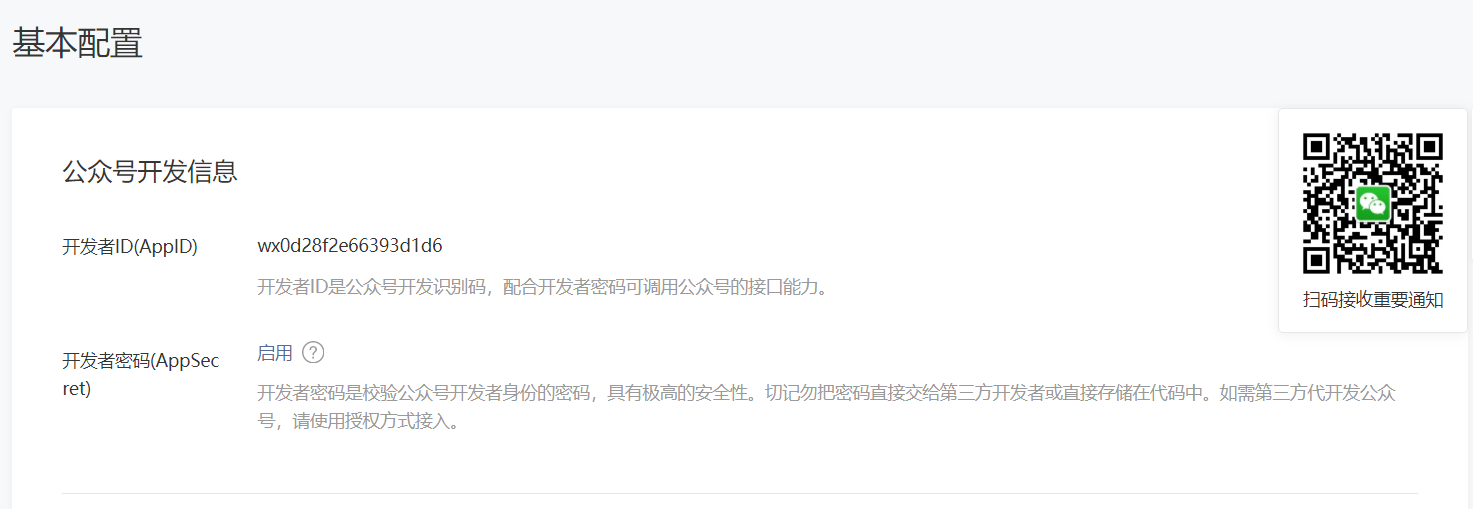 基本配置
公众号开发信息
开发者ID(AppID)
wx0d28f2e66393d1d6
开发者ID是公众号开发识别码，配合开发者密码可调用公众号的接口能力。
开发者密码(AppSec
ret)
启用 ?
开发者密码是校验公众号开发者身份的密码，具有极高的安全性。切记勿把密码直接交给第三方开发者或直接存储在代码中。如需第三方代开发公众
号，请使用授权方式接入。
扫码接收重要通知